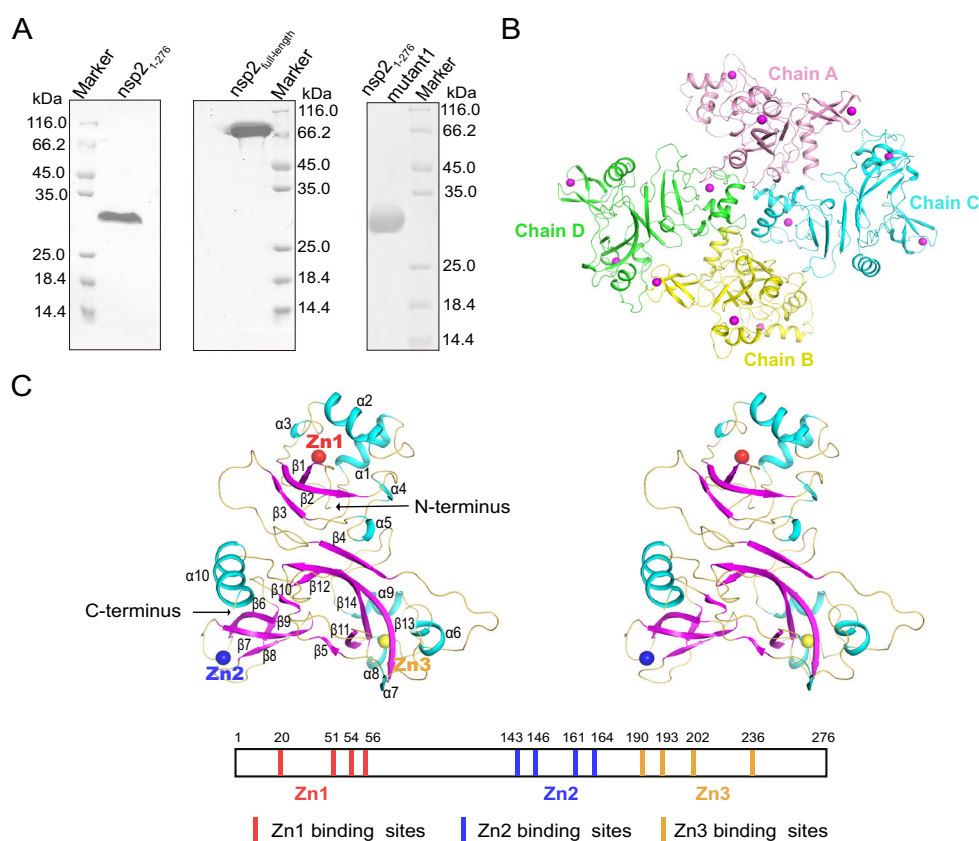 A
Marker
nsp2 1-276
kDa
116.0
66.2
45.0
35.0
25.0
18.4
14.4
nsp2 full-length
Marker
kDa
116.0
66.2
45.0
35.0
25.0
18.4
14.4
nsp2 1-276
mutant1
Marker
kDa
116.0
66.2
45.0
35.0
25.0
18.4
14.4
B
Chain A
Chain C
Chain D
Chain B
C
α2
α3
Zn1
β1
α1
β2
α4
N-terminus
β3
α5
β4
α10
β10
β12
α9
C-terminus
β6
β14
β9
β13
β7
β11
α6
β8
β5
Zn2
α8
Zn3
α7
1 20 51 54 56 143 146 161 164 190 193 202 236 276
Zn1 Zn2 Zn3
Zn1 binding sites Zn2 binding sites Zn3 binding sites